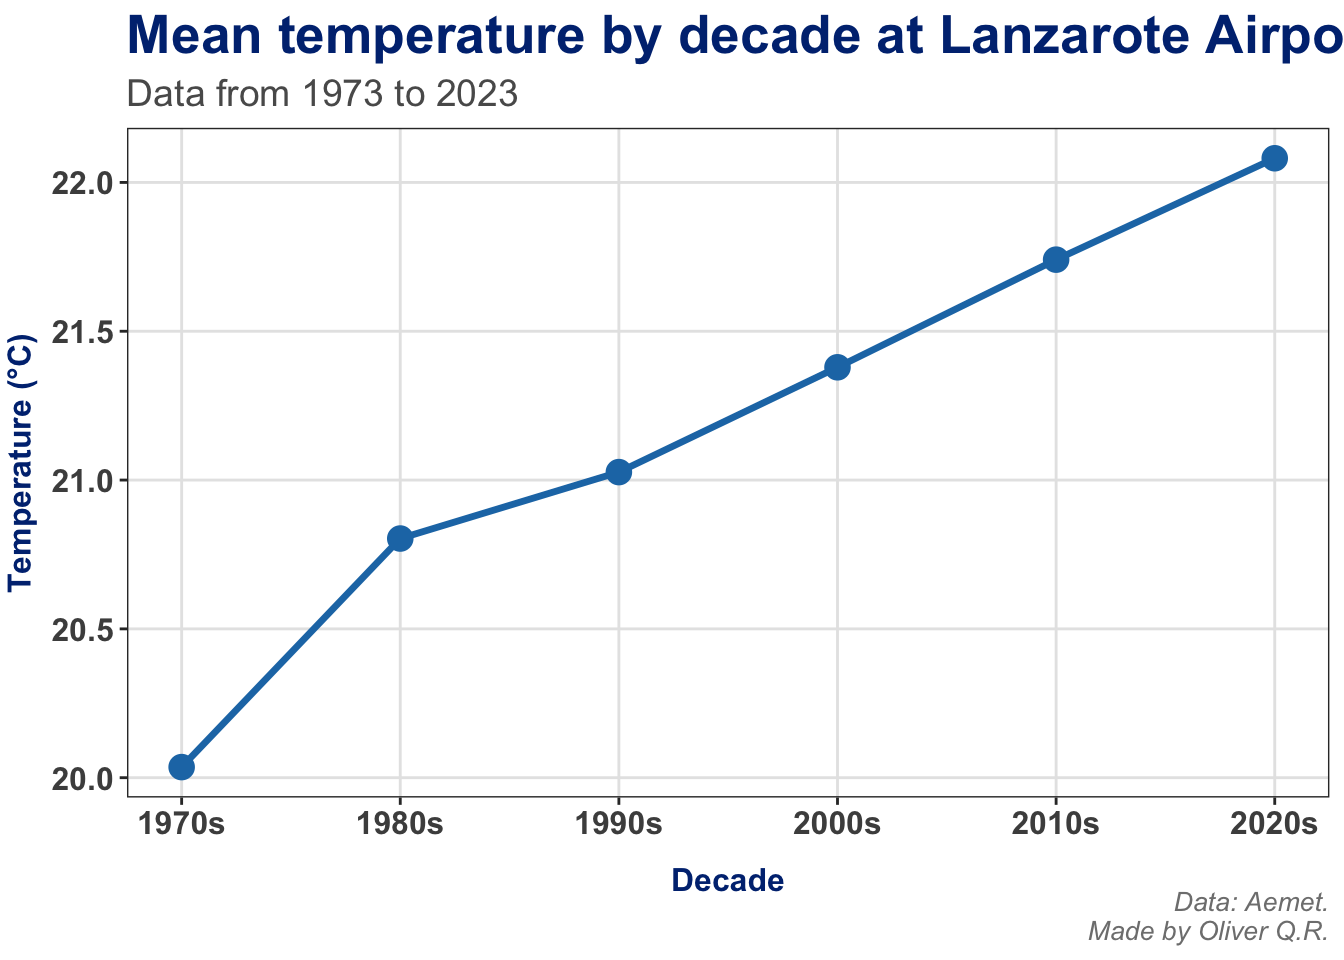 Mean temperature by decade at Lanzarote Airpo
Data from 1973 to 2023
Temperature (°C)
22.0
21.5
21.0
20.5
20.0
1970s 1980s 1990s 2000s 2010s 2020s
Decade
Data: Aemet.
Made by Oliver Q.R.